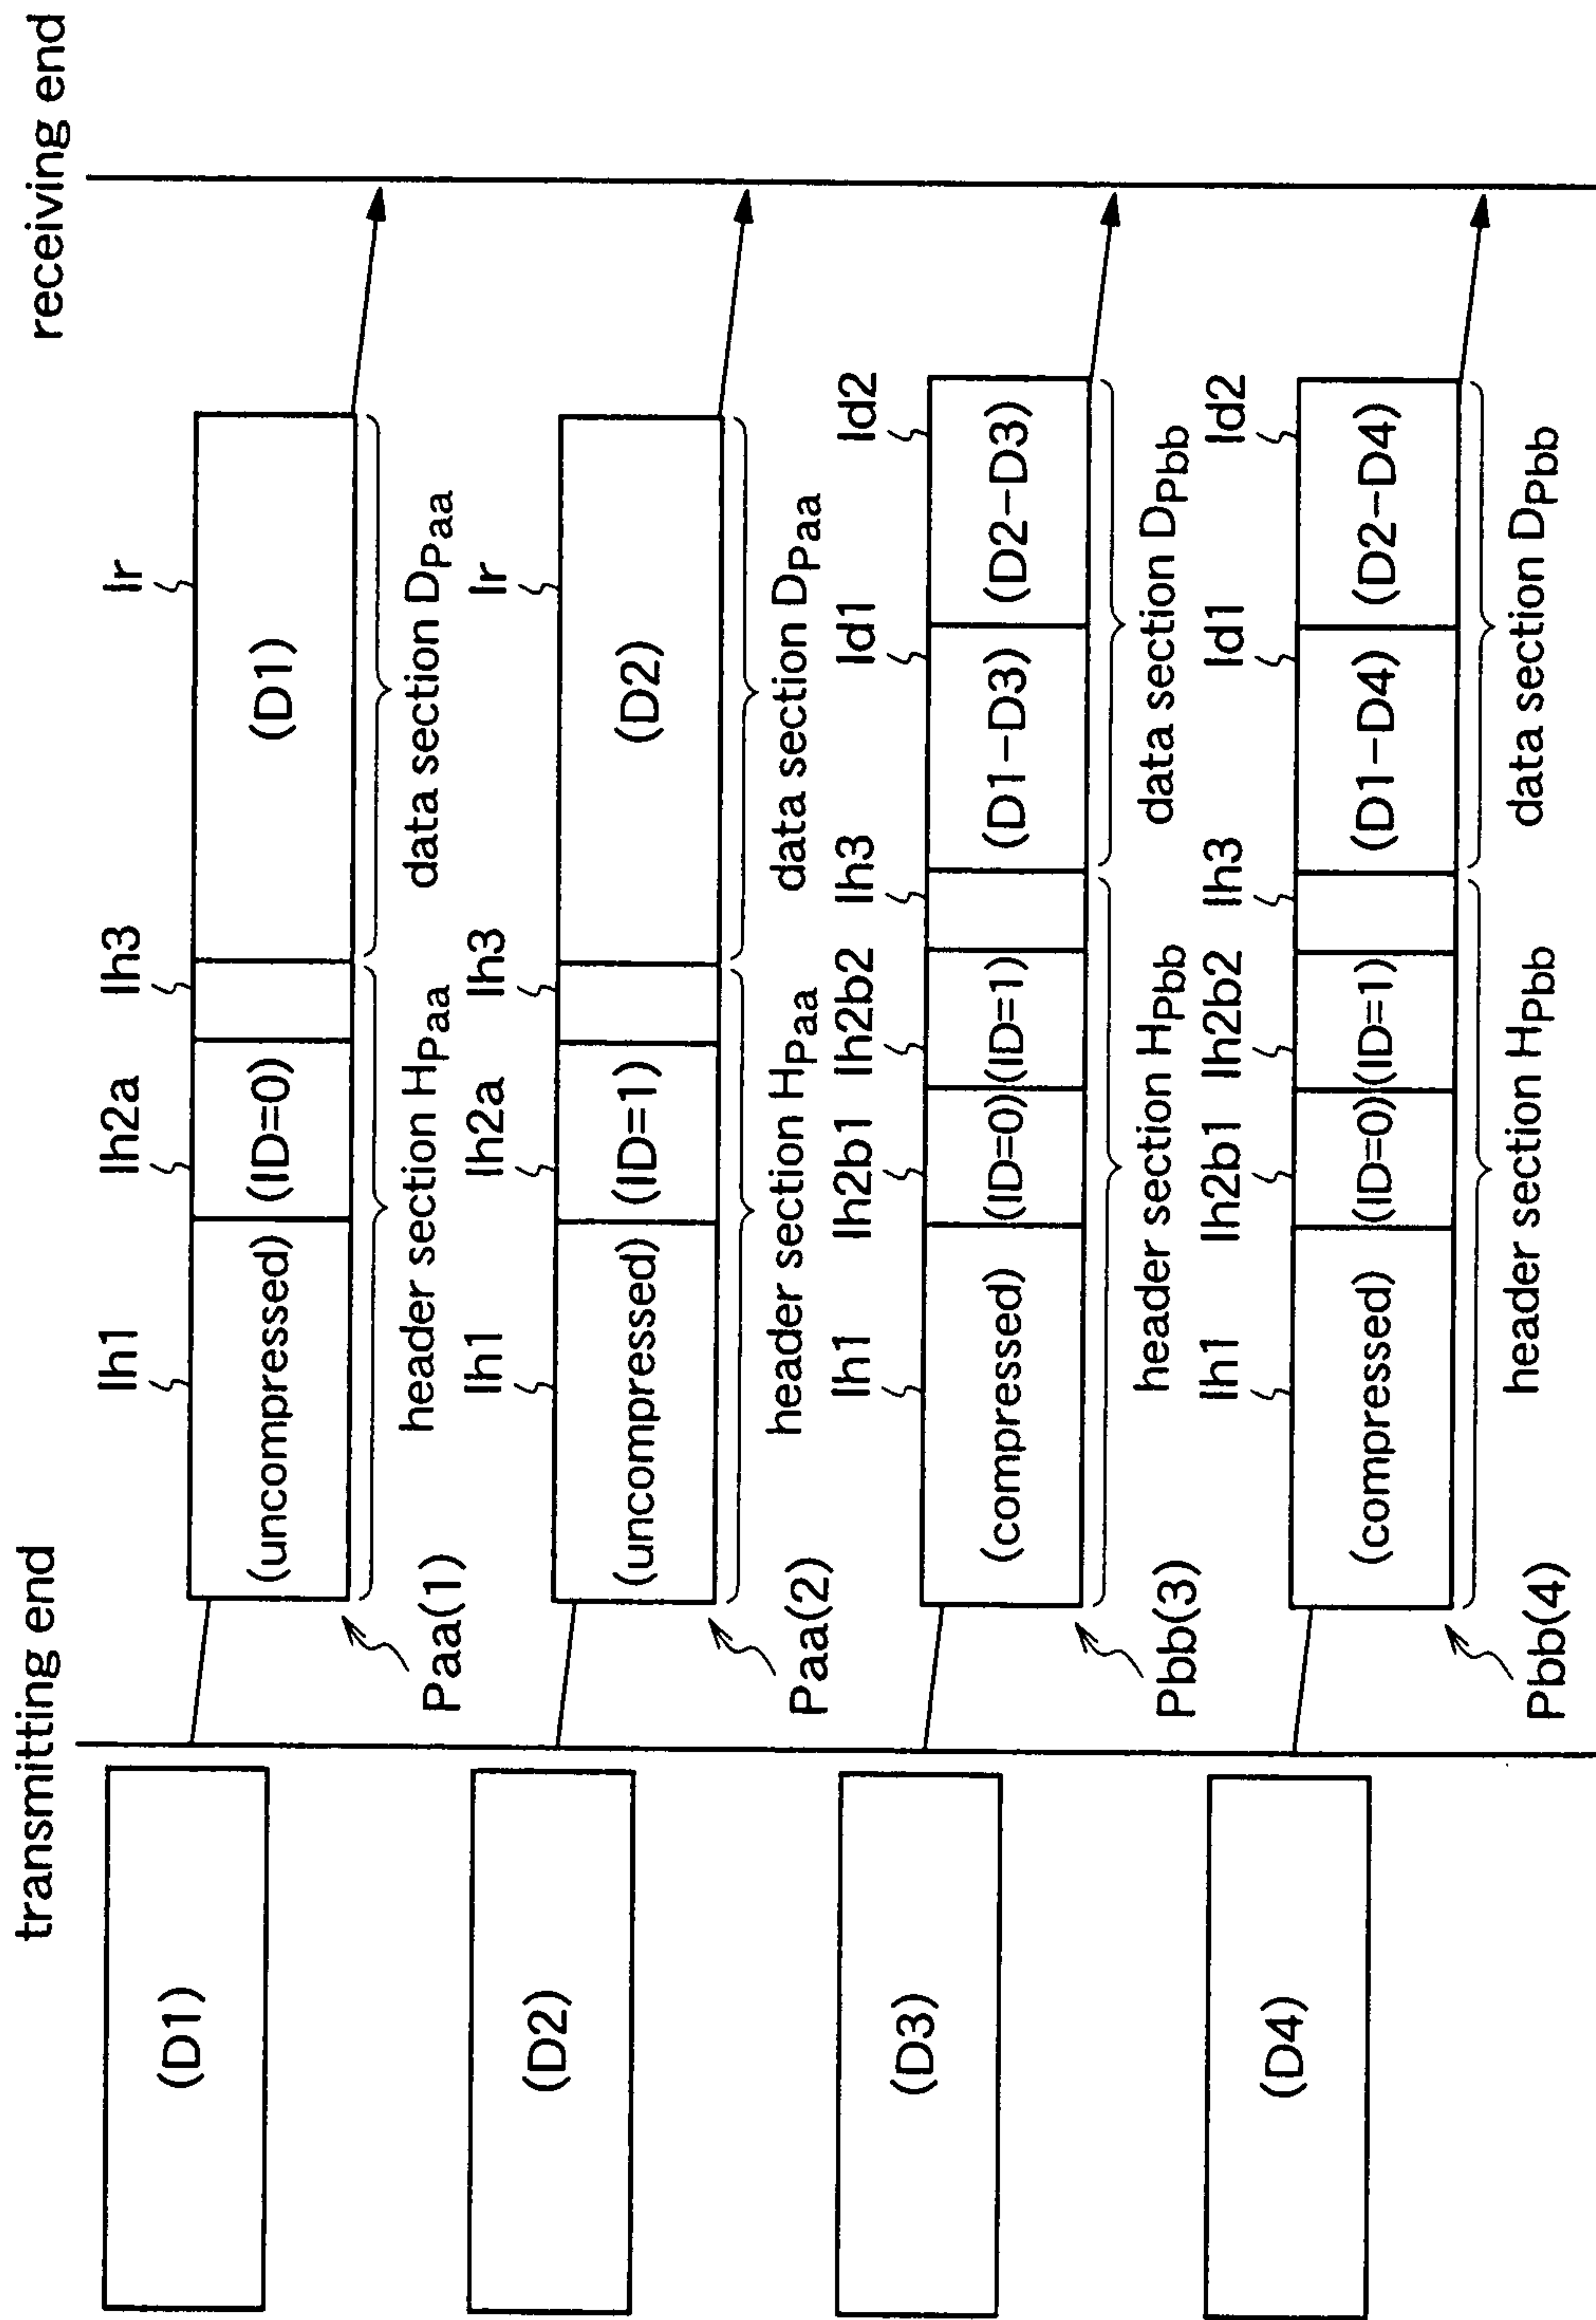 transmitting end
receiving end
(D1)
Ih1
Ih2a
Ih3
Ir
(uncompressed)
(ID=0)
(D1)
header section HPaa
data section DPaa
Paa(1)
(D2)
Ih1
Ih2a
Ih3
Ir
(uncompressed)
(ID=1)
(D2)
header section HPaa
data section DPaa
Paa(2)
(D3)
Ih1
Ih2b1
Ih2b2
Ih3
Id1
Id2
(compressed)
(ID=0)
(ID=1)
(D1-D3)
(D2-D3)
header section HPbb
data section DPbb
Pbb(3)
(D4)
Ih1
Ih2b1
Ih2b2
Ih3
Id1
Id2
(compressed)
(ID=0)
(ID=1)
(D1-D4)
(D2-D4)
header section HPbb
data section DPbb
Pbb(4)